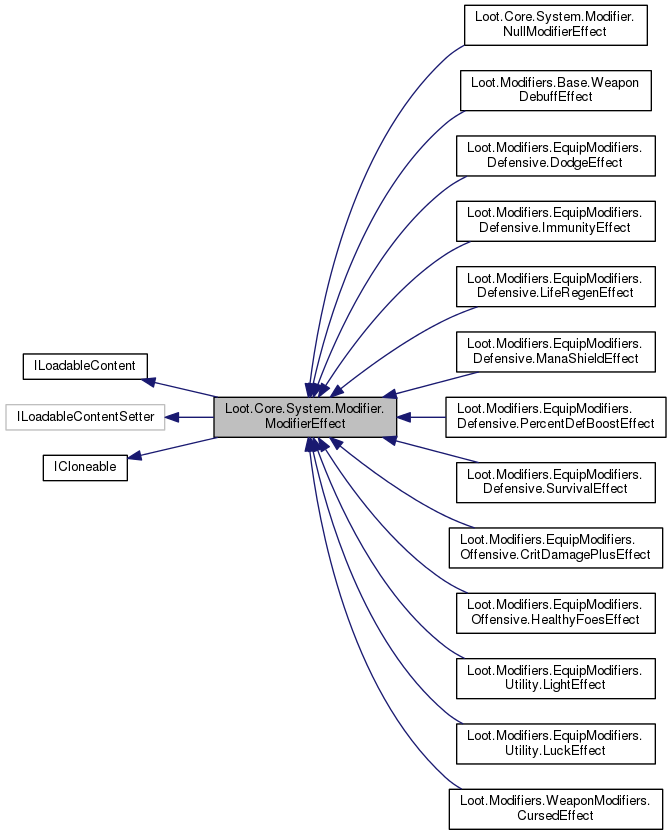 Loot.Core.System.Modifier.
NullModifierEffect
Loot.Modifiers.Base.Weapon
DebuffEffect
Loot.Modifiers.EquipModifiers.
Defensive.DodgeEffect
Loot.Modifiers.EquipModifiers.
Defensive.ImmunityEffect
Loot.Modifiers.EquipModifiers.
Defensive.LifeRegenEffect
Loot.Modifiers.EquipModifiers.
Defensive.ManaShieldEffect
ILoadableContent
ILoadableContentSetter
ICloneable
Loot.Core.System.Modifier.
ModifierEffect
Loot.Modifiers.EquipModifiers.
Defensive.PercentDefBoostEffect
Loot.Modifiers.EquipModifiers.
Defensive.SurvivalEffect
Loot.Modifiers.EquipModifiers.
Offensive.CritDamagePlusEffect
Loot.Modifiers.EquipModifiers.
Offensive.HealthyFoesEffect
Loot.Modifiers.EquipModifiers.
Utility.LightEffect
Loot.Modifiers.EquipModifiers.
Utility.LuckEffect
Loot.Modifiers.WeaponModifiers.
CursedEffect